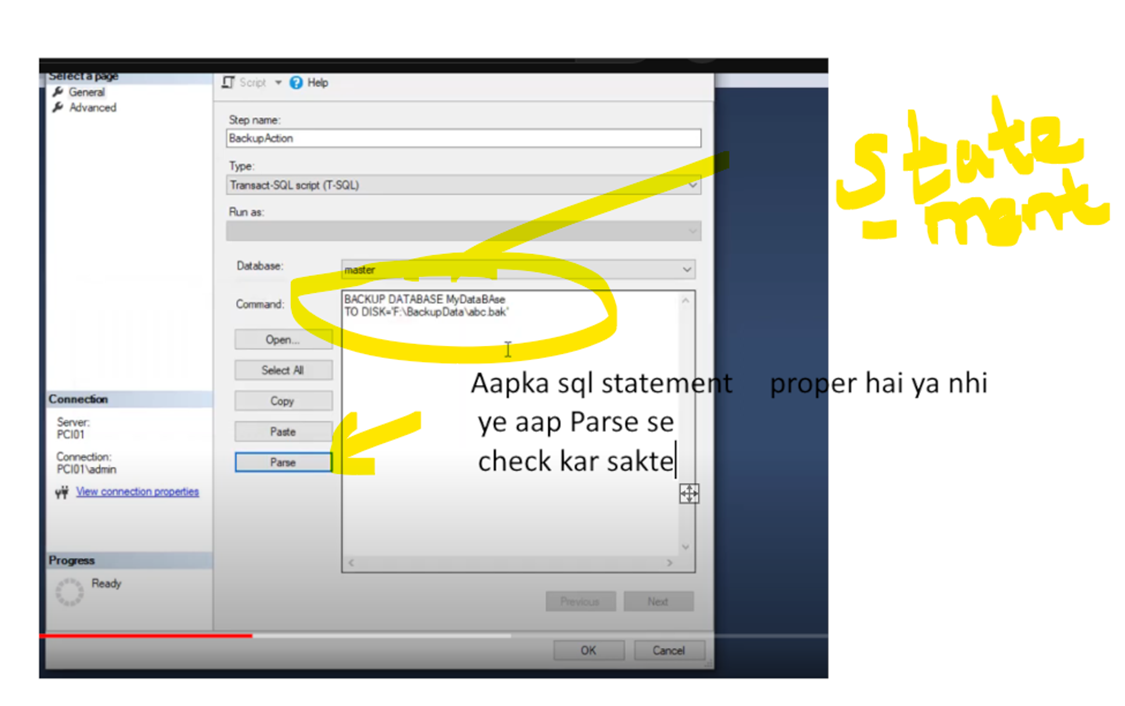 Select a page
General
Advanced
Script
Help
Step name:
BackupAction
Type:
Transact-SQL script (T-SQL)
Run as:
Database:
master
Command:
BACKUP DATABASE MyDataBAse
TO DISK='F:\BackupData\abc.bak'
Open...
Select All
Copy
Paste
Parse
State
ment
Aapka sql statement proper hai ya nhi
ye aap Parse se
check kar sakte
Connection
Server:
PCI01
Connection:
PCI01\admin
View connection properties
Progress
Ready
Previous
Next
OK
Cancel